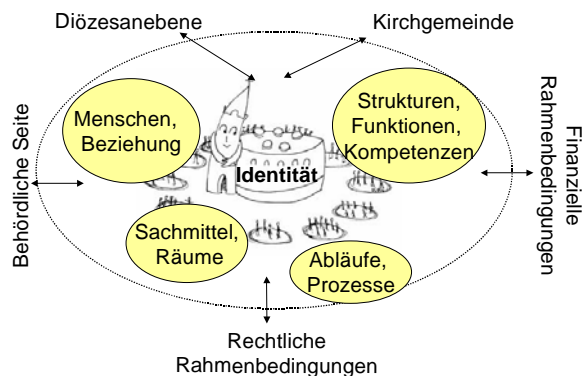 Diözesanebene
Kirchgemeinde
Menschen,
Beziehung
Strukturen,
Funktionen,
Kompetenzen
Behördliche Seite
Identität
Finanzielle
Rahmenbedingungen
Sachmittel,
Räume
Abläufe,
Prozesse
Rechtliche
Rahmenbedingungen